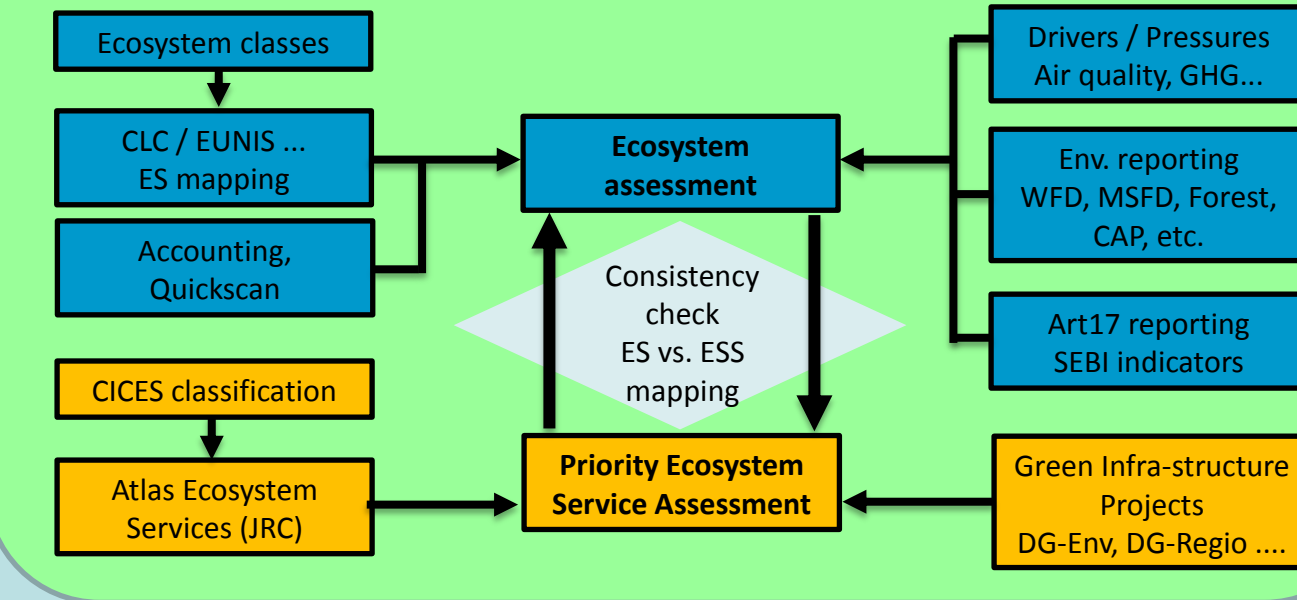 Ecosystem classes
CLC / EUNIS ...
ES mapping
Accounting,
Quickscan
CICES classification
Atlas Ecosystem
Services (JRC)
Ecosystem
assessment
Consistency
check
ES vs. ESS
mapping
Priority Ecosystem
Service Assessment
Drivers / Pressures
Air quality, GHG...
Env. reporting
WFD, MSFD, Forest,
CAP, etc.
Art17 reporting
SEBI indicators
Green Infra-structure
Projects
DG-Env, DG-Regio ....